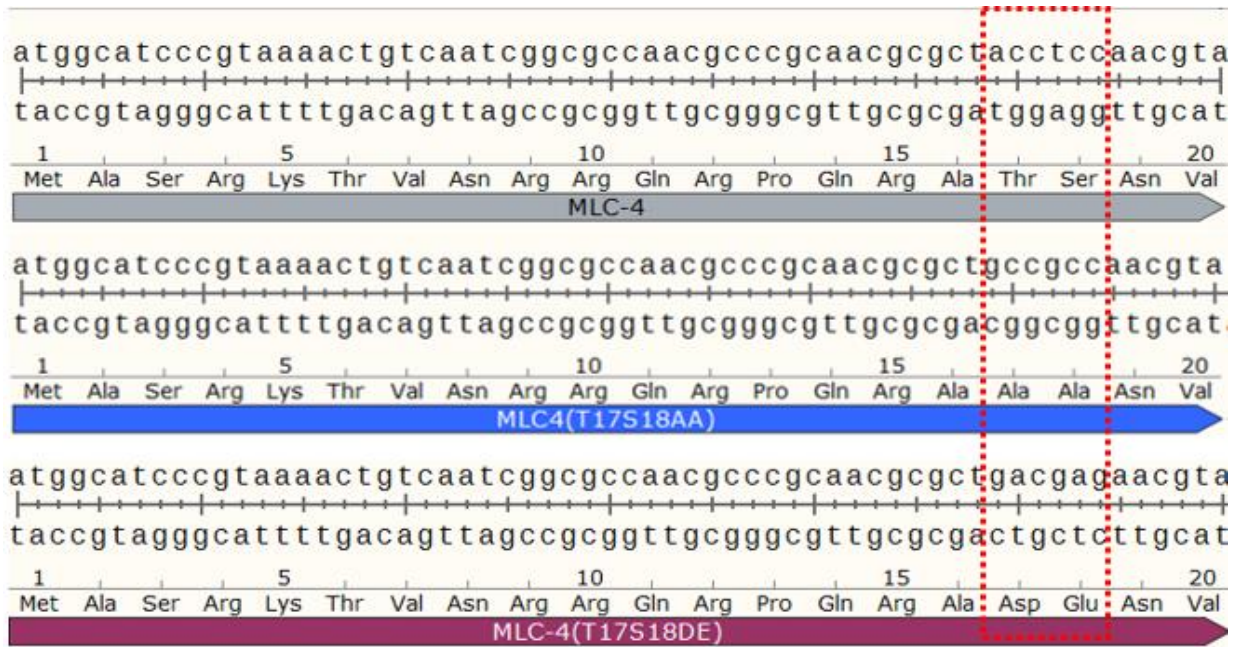 atggcatcccgtaaaactgtcaatcggcgccaacgcccgcaacgcgctacctccaacgta
taccgtagggcattttgacagttagccgcggttgcgggcgttgcgcgatggaggttgcat
1 5 10 15 20
Met Ala Ser Arg Lys Thr Val Asn Arg Arg Gln Arg Pro Gln Arg Ala Thr Ser Asn Val
MLC-4
atggcatcccgtaaaactgtcaatcggcgccaacgcccgcaacgcgctgccgccaacgta
taccgtagggcattttgacagttagccgcggttgcgggcgttgcgcgacggcggttgcat
1 5 10 15 20
Met Ala Ser Arg Lys Thr Val Asn Arg Arg Gln Arg Pro Gln Arg Ala Ala Ala Asn Val
MLC4(T17S18AA)
atggcatcccgtaaaactgtcaatcggcgccaacgcccgcaacgcgctgacgagaacgta
taccgtagggcattttgacagttagccgcggttgcgggcgttgcgcgactgctcttgcat
1 5 10 15 20
Met Ala Ser Arg Lys Thr Val Asn Arg Arg Gln Arg Pro Gln Arg Ala Asp Glu Asn Val
MLC-4(T17S18DE)